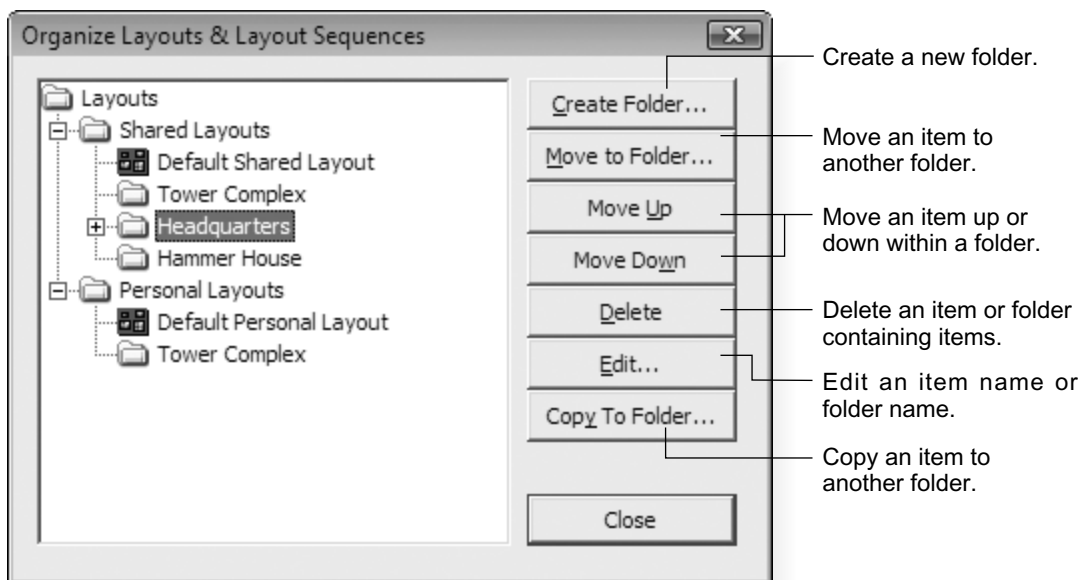 Organize Layouts & Layout Sequences
Layouts
Shared Layouts
Default Shared Layout
Tower Complex
Headquarters
Hammer House
Personal Layouts
Default Personal Layout
Tower Complex
Create Folder...
Move to Folder...
Move Up
Move Down
Delete
Edit...
Copy To Folder...
Close
Create a new folder.
Move an item to
another folder.
Move an item up or
down within a folder.
Delete an item or folder
containing items.
Edit an item name or
folder name.
Copy an item to
another folder.